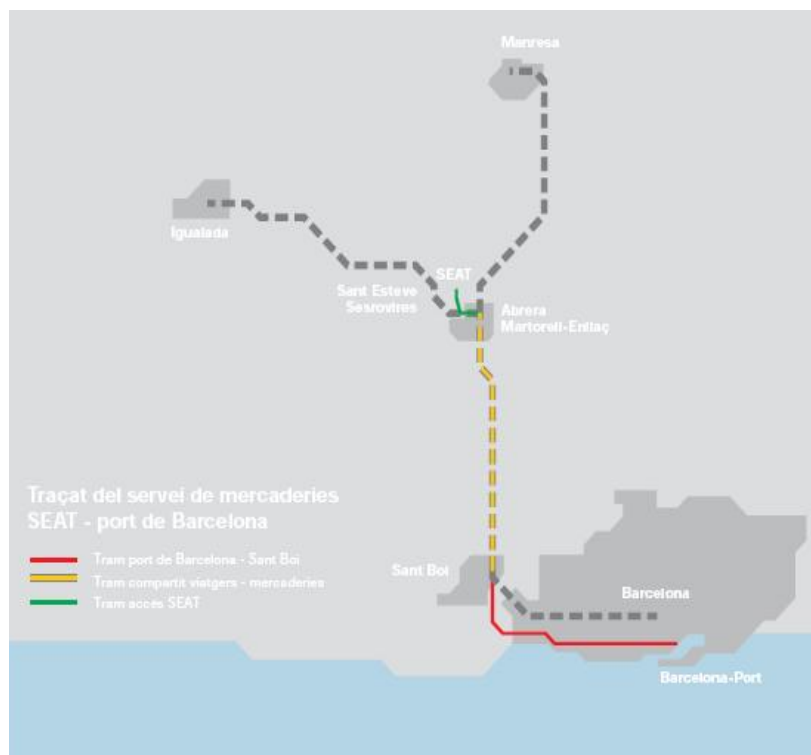 Manresa
Igualada
SEAT
Sant Esteve
Sesrovires
Abrera
Martorell-Enllaç
Traçat del servei de mercaderies
SEAT - port de Barcelona
Tram port de Barcelona - Sant Boi
Tram compartit viatgers - mercaderies
Tram accés SEAT
Sant Boi
Barcelona
Barcelona-Port